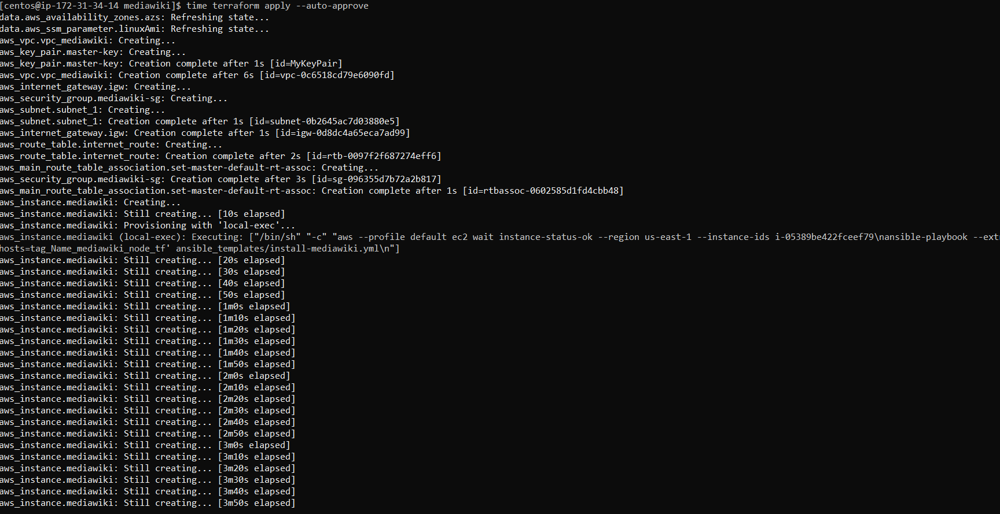 [centos@ip-172-31-34-14 mediawiki]$ time terraform apply --auto-approve
data.aws_availability_zones.azs: Refreshing state...
data.aws_ssm_parameter.linuxAmi: Refreshing state...
aws_vpc.vpc_mediawiki: Creating...
aws_key_pair.master-key: Creating...
aws_key_pair.master-key: Creation complete after 1s [id=MyKeyPair]
aws_vpc.vpc_mediawiki: Creation complete after 6s [id=vpc-0c6518cd79e6090fd]
aws_internet_gateway.igw: Creating...
aws_security_group.mediawiki-sg: Creating...
aws_subnet.subnet_1: Creating...
aws_subnet.subnet_1: Creation complete after 1s [id=subnet-0b2645ac7d03880e5]
aws_internet_gateway.igw: Creation complete after 1s [id=igw-0d8dc4a65eca7ad99]
aws_route_table.internet_route: Creating...
aws_route_table.internet_route: Creation complete after 2s [id=rtb-0097f2f687274eff6]
aws_main_route_table_association.set-master-default-rt-assoc: Creating...
aws_security_group.mediawiki-sg: Creation complete after 3s [id=sg-096355d7b72a2b817]
aws_main_route_table_association.set-master-default-rt-assoc: Creation complete after 1s [id=rtbassoc-0602585d1fd4cbb48]
aws_instance.mediawiki: Creating...
aws_instance.mediawiki: Still creating... [10s elapsed]
aws_instance.mediawiki: Provisioning with 'local-exec'...
aws_instance.mediawiki (local-exec): Executing: ["/bin/sh" "-c" "aws --profile default ec2 wait instance-status-ok --region us-east-1 --instance-ids i-05389be422fceef79\nansible-playbook --ext
hosts=tag_Name_mediawiki_node_tf' ansible_templates/install-mediawiki.yml\n"]
aws_instance.mediawiki: Still creating... [20s elapsed]
aws_instance.mediawiki: Still creating... [30s elapsed]
aws_instance.mediawiki: Still creating... [40s elapsed]
aws_instance.mediawiki: Still creating... [50s elapsed]
aws_instance.mediawiki: Still creating... [1m0s elapsed]
aws_instance.mediawiki: Still creating... [1m10s elapsed]
aws_instance.mediawiki: Still creating... [1m20s elapsed]
aws_instance.mediawiki: Still creating... [1m30s elapsed]
aws_instance.mediawiki: Still creating... [1m40s elapsed]
aws_instance.mediawiki: Still creating... [1m50s elapsed]
aws_instance.mediawiki: Still creating... [2m0s elapsed]
aws_instance.mediawiki: Still creating... [2m10s elapsed]
aws_instance.mediawiki: Still creating... [2m20s elapsed]
aws_instance.mediawiki: Still creating... [2m30s elapsed]
aws_instance.mediawiki: Still creating... [2m40s elapsed]
aws_instance.mediawiki: Still creating... [2m50s elapsed]
aws_instance.mediawiki: Still creating... [3m0s elapsed]
aws_instance.mediawiki: Still creating... [3m10s elapsed]
aws_instance.mediawiki: Still creating... [3m20s elapsed]
aws_instance.mediawiki: Still creating... [3m30s elapsed]
aws_instance.mediawiki: Still creating... [3m40s elapsed]
aws_instance.mediawiki: Still creating... [3m50s elapsed]